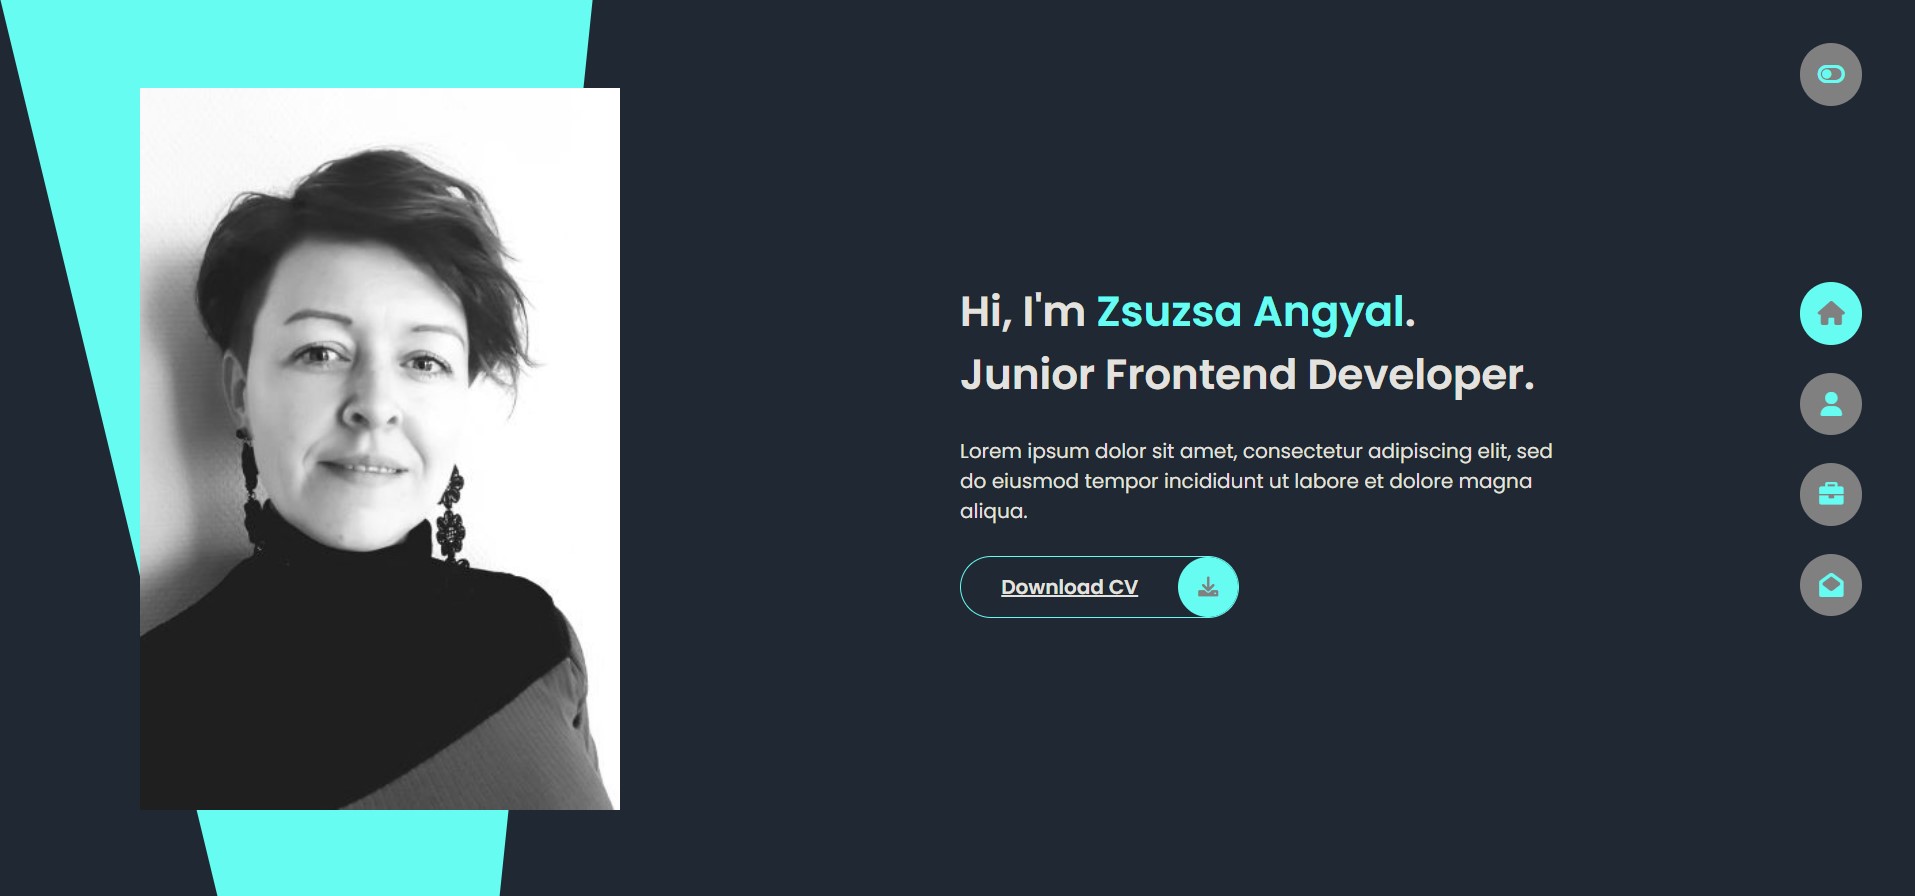 Hi, I'm Zsuzsa Angyal.
Junior Frontend Developer.
Lorem ipsum dolor sit amet, consectetur adipiscing elit, sed
do eiusmod tempor incididunt ut labore et dolore magna
aliqua.
Download CV